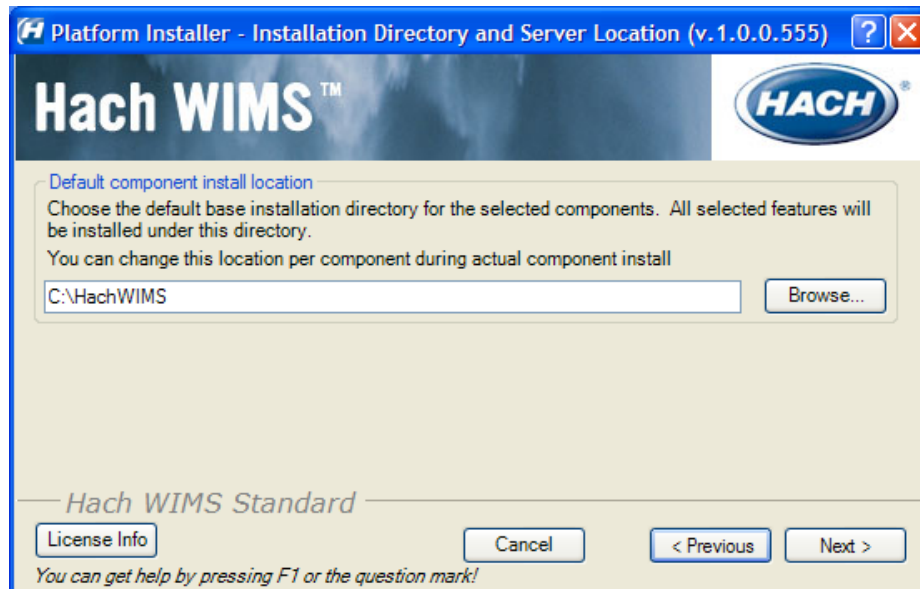 Platform Installer - Installation Directory and Server Location (v.1.0.0.555)
Hach WIMS™
HACH®
Default component install location
Choose the default base installation directory for the selected components. All selected features will
be installed under this directory.
You can change this location per component during actual component install
C:\HachWIMS
Browse...
Hach WIMS Standard
License Info
Cancel
< Previous
Next >
You can get help by pressing F1 or the question mark!